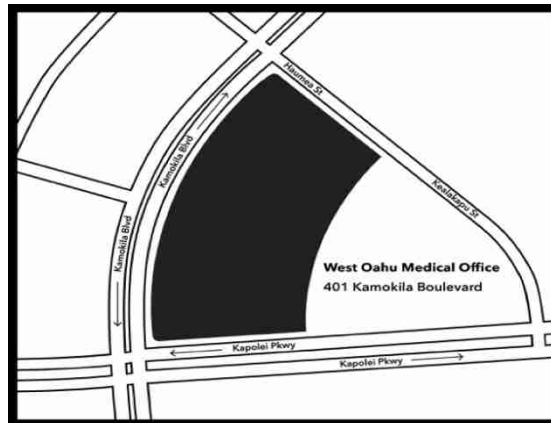 Haumea St
Kamokila Blvd
Kealakapu St
Kamokila Blvd
West Oahu Medical Office
401 Kamokila Boulevard
Kapolei Pkwy
Kapolei Pkwy